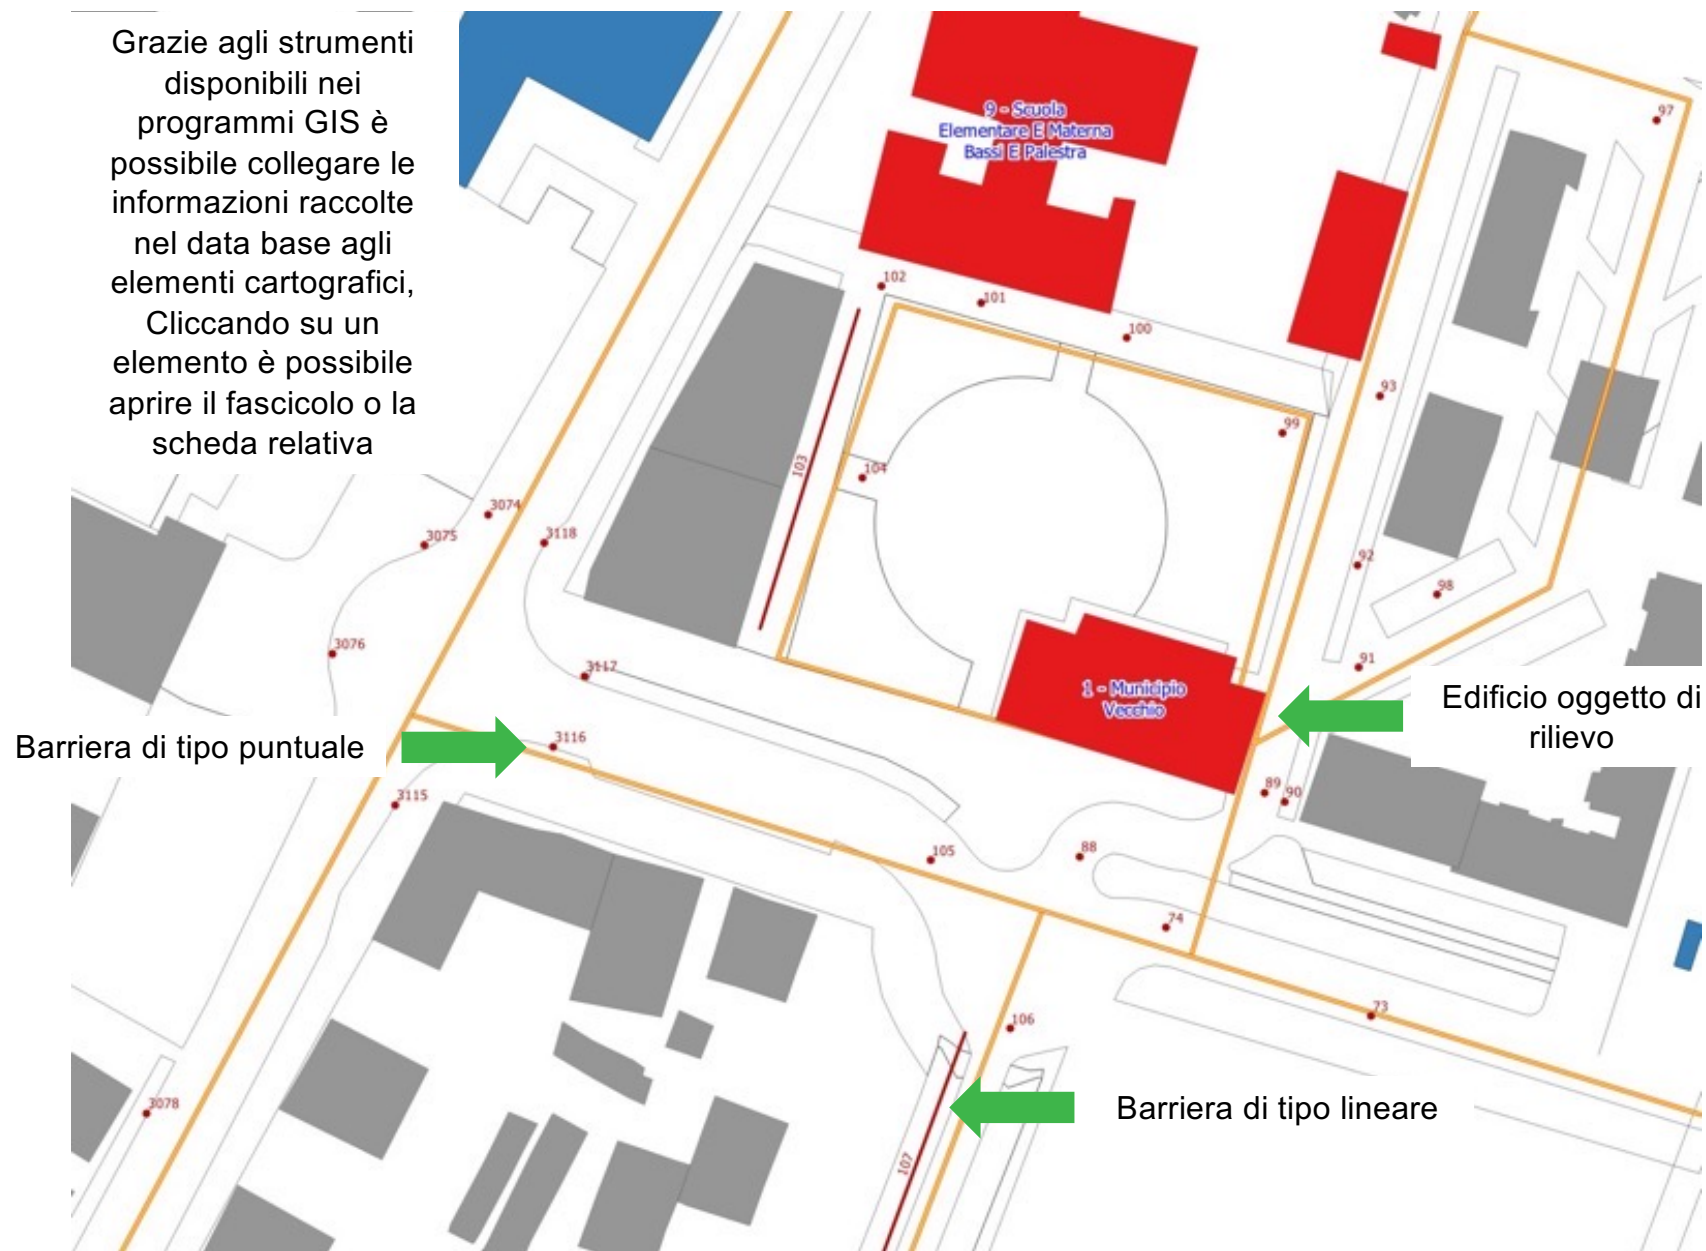 Grazie agli strumenti
disponibili nei
programmi GIS è
possibile collegare le
informazioni raccolte
nel data base agli
elementi cartografici,
Cliccando su un
elemento è possibile
aprire il fascicolo o la
scheda relativa
9 - Scuola
Elementare E Materna
Bassi E Palestra
97
102
101
100
93
99
103
104
3074
3075
3118
92
98
3076
3117
91
1 - Municipio
Vecchio
Edificio oggetto di
rilievo
Barriera di tipo puntuale
3116
89
90
3115
105
88
74
73
106
3078
Barriera di tipo lineare
107